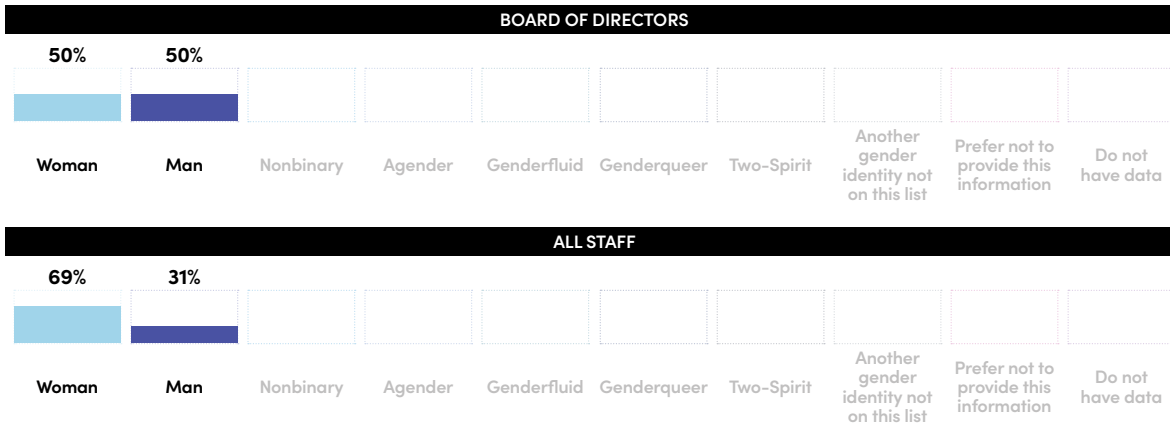 BOARD OF DIRECTORS
50% 50%
Woman Man Nonbinary Agender Genderfluid Genderqueer Two-Spirit Another gender identity not on this list Prefer not to provide this information Do not have data
ALL STAFF
69% 31%
Woman Man Nonbinary Agender Genderfluid Genderqueer Two-Spirit Another gender identity not on this list Prefer not to provide this information Do not have data